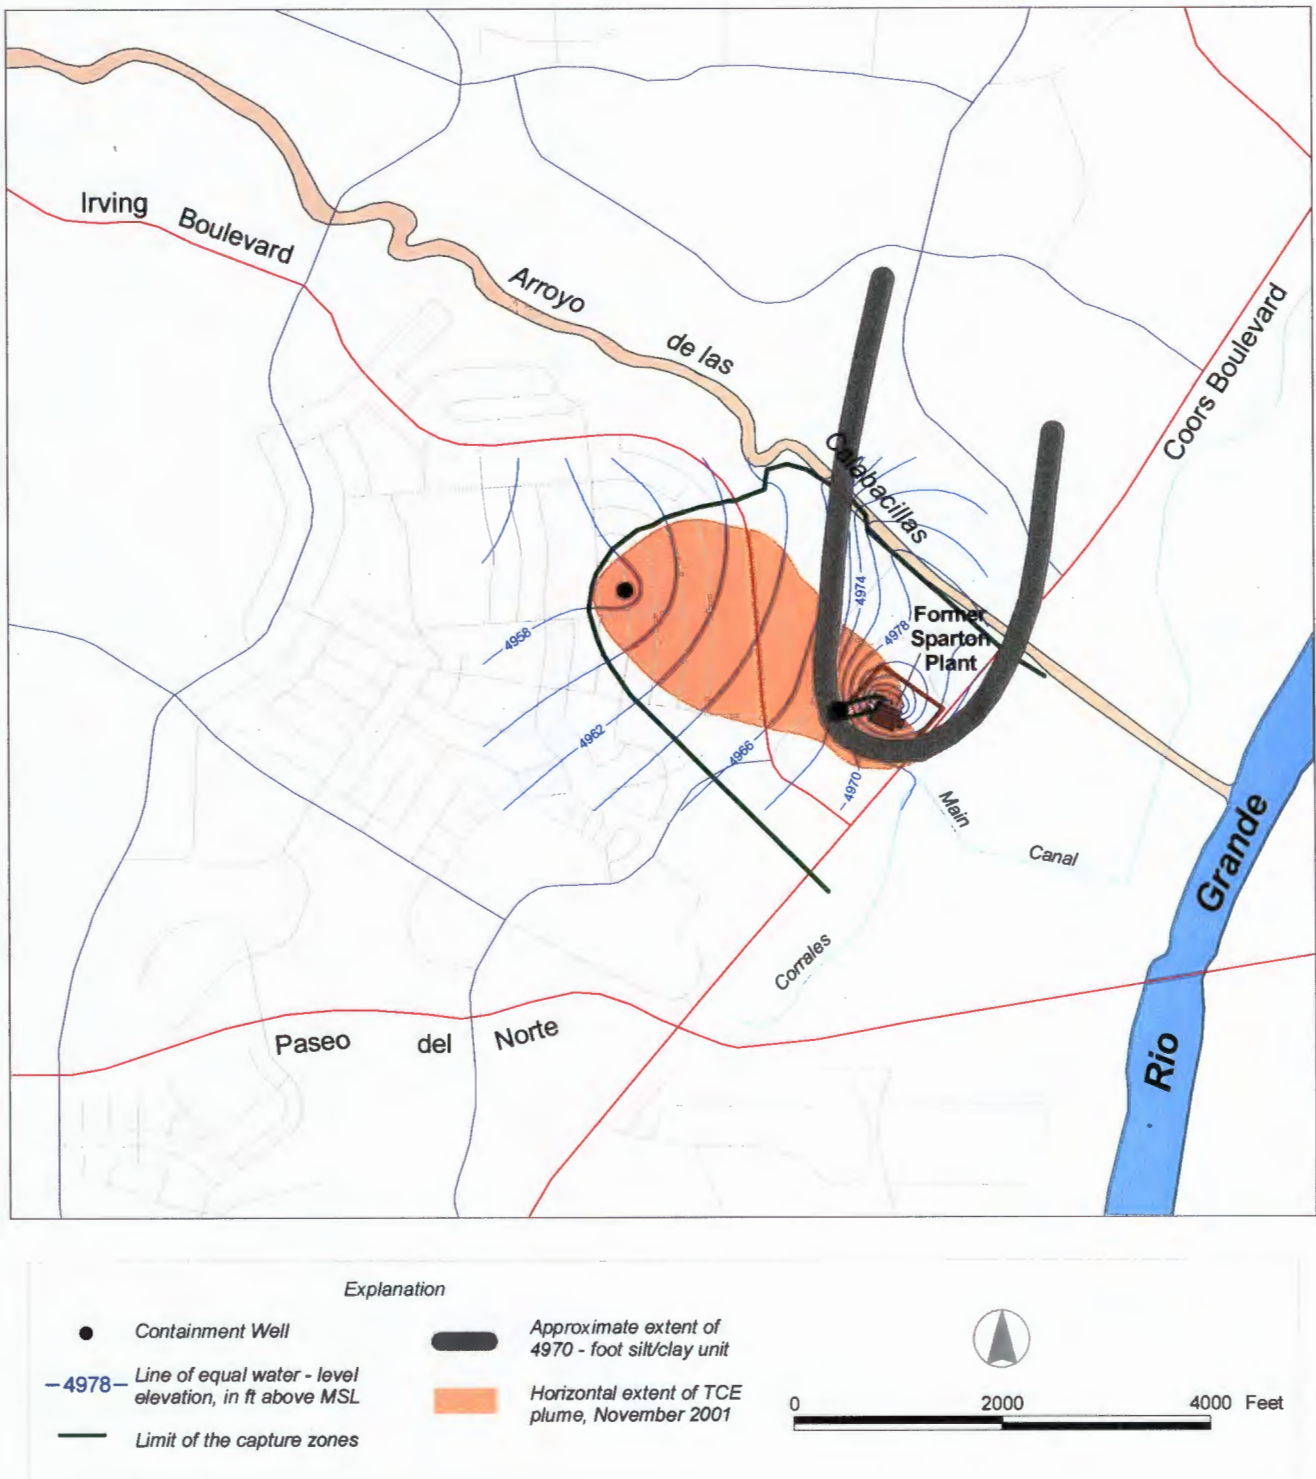 Irving
Boulevard
Arroyo
de las
Calabacillas
Coors Boulevard
4974
4978
Former
Sparton
Plant
4958
4962
4966
4970
Main
Canal
Corrales
Rio Grande
Paseo del Norte
Explanation
Containment Well
4978 Line of equal water - level
elevation, in ft above MSL
Limit of the capture zones
Approximate extent of
4970 - foot silt/clay unit
Horizontal extent of TCE
plume, November 2001
0 2000 4000 Feet